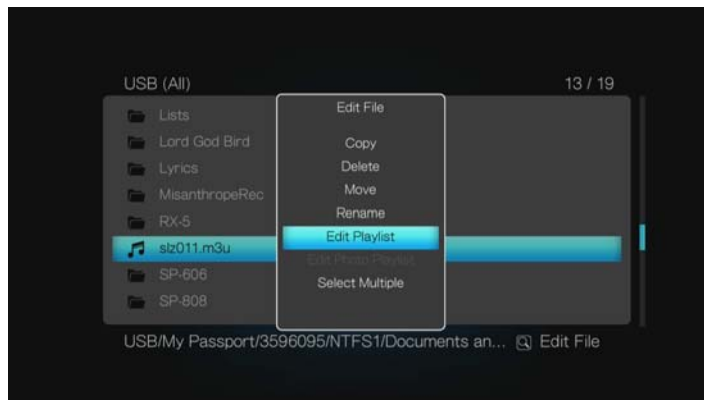 USB (All) 13 / 19
Lists
Lord God Bird
Lyrics
MisanthropeRec
RX-5
slz011.m3u
SP-606
SP-808
Edit File
Copy
Delete
Move
Rename
Edit Playlist
Edit Photo Playlist
Select Multiple
USB/My Passport/3596095/NTFS1/Documents an... Edit File